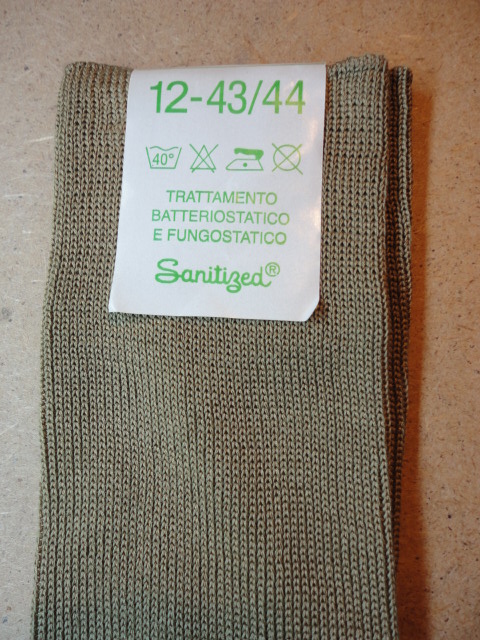 12-43/44
40°
TRATTAMENTO
BATTERIOSTATICO
E FUNGOSTATICO
Sanitized®